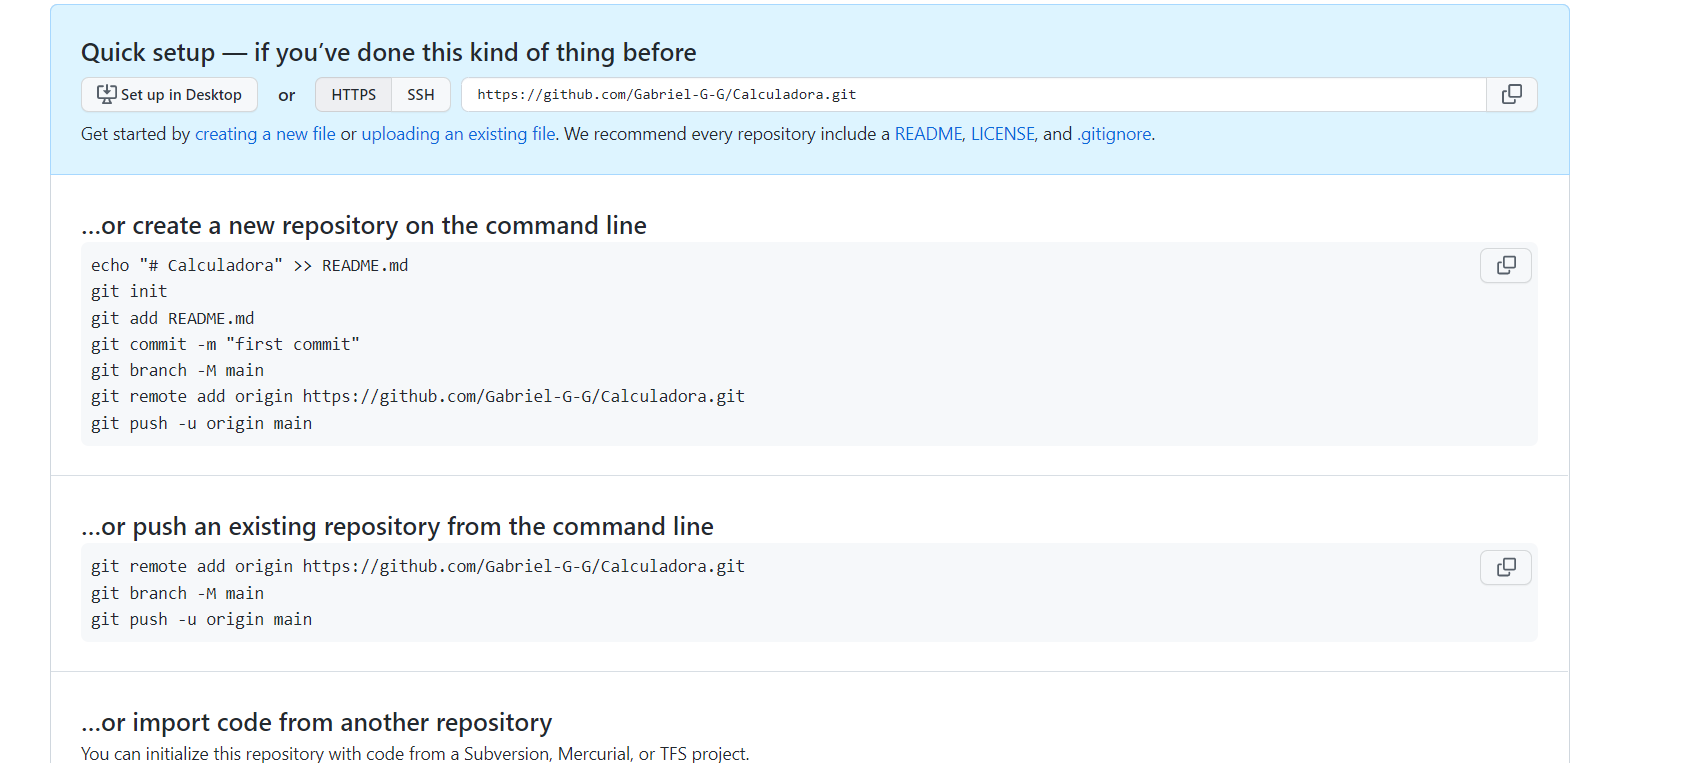 Quick setup — if you’ve done this kind of thing before
Set up in Desktop or HTTPS SSH https://github.com/Gabriel-G-G/Calculadora.git
Get started by creating a new file or uploading an existing file. We recommend every repository include a README, LICENSE, and .gitignore.
…or create a new repository on the command line
echo "# Calculadora" >> README.md
git init
git add README.md
git commit -m "first commit"
git branch -M main
git remote add origin https://github.com/Gabriel-G-G/Calculadora.git
git push -u origin main
…or push an existing repository from the command line
git remote add origin https://github.com/Gabriel-G-G/Calculadora.git
git branch -M main
git push -u origin main
…or import code from another repository
You can initialize this repository with code from a Subversion, Mercurial, or TFS project.